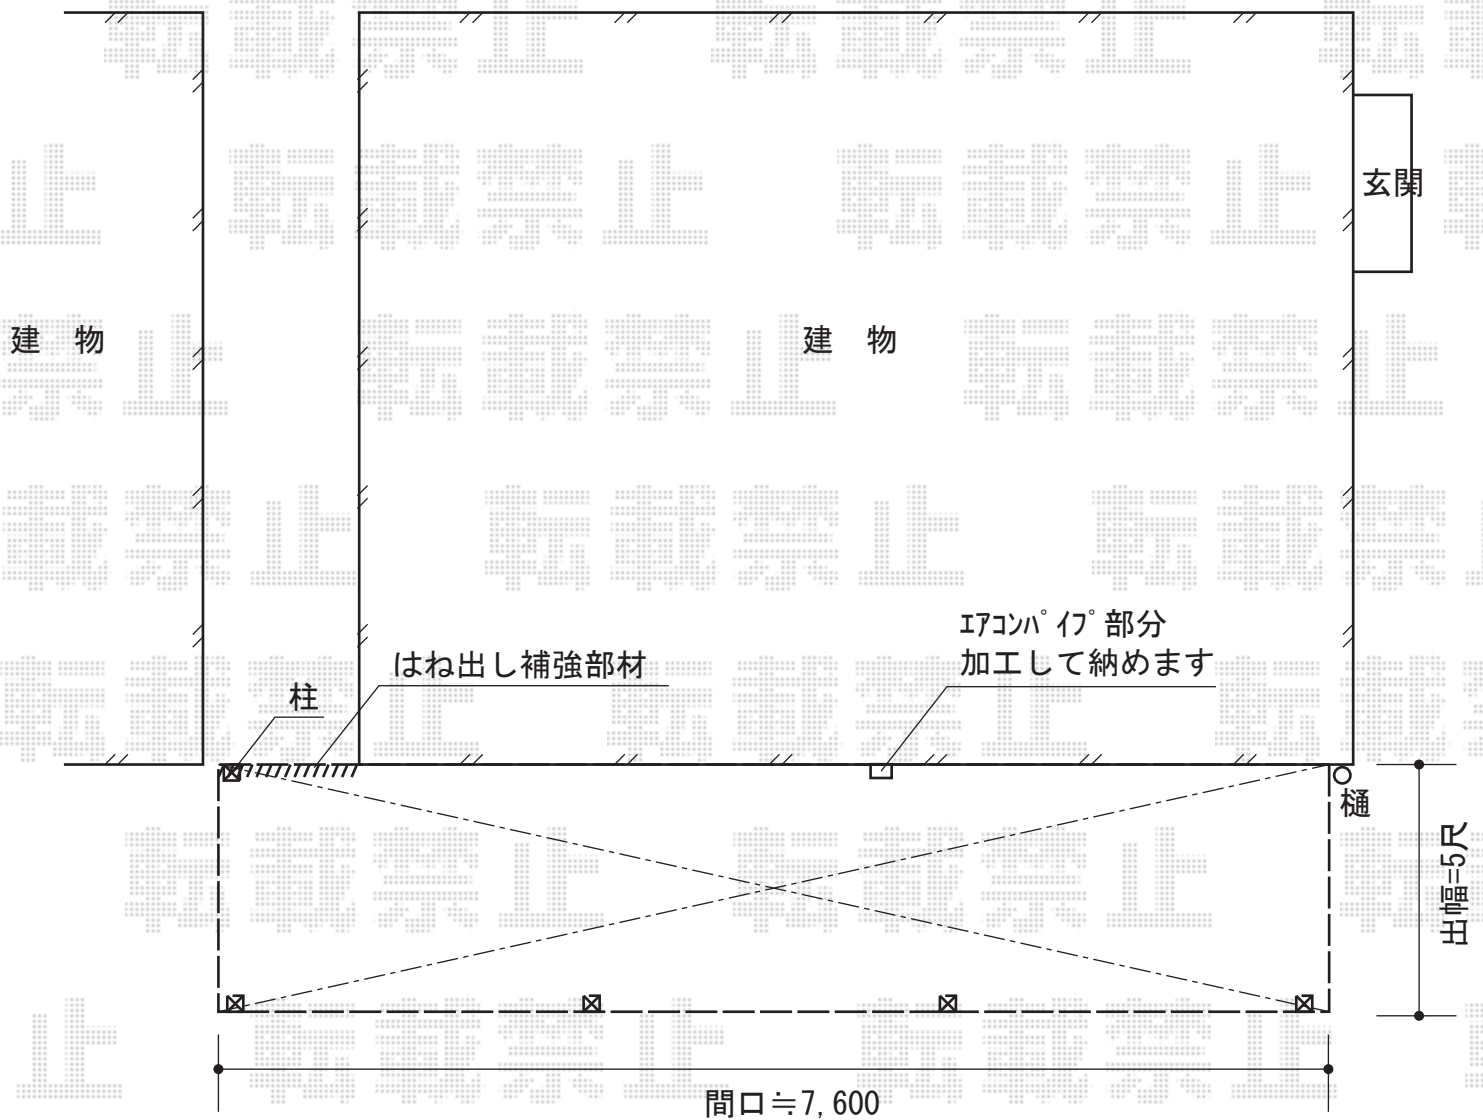 玄関
建 物
建 物
エアコンパイプ部分
加工して納めます
はね出し補強部材
柱
樋
出幅=5尺
間口≒7,600
転載禁止